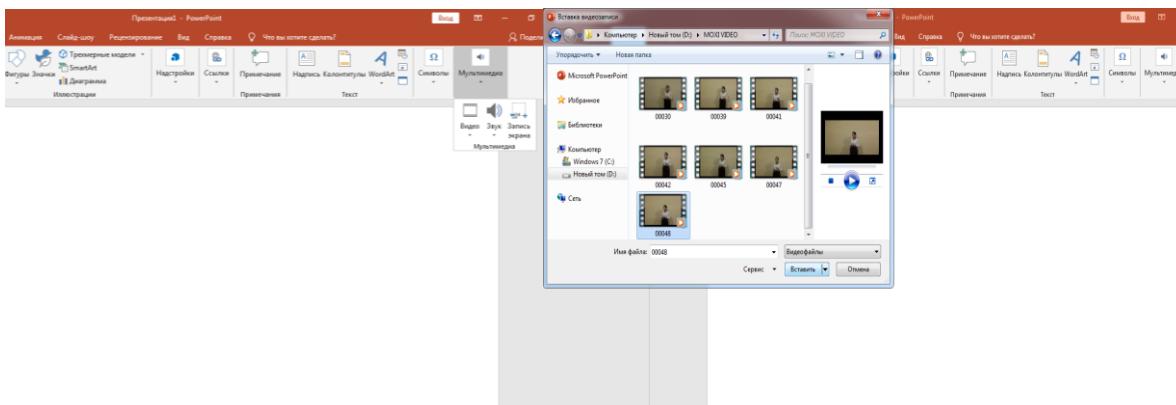 Презентация1 - PowerPoint
Вход
Анимация Слайд-шоу Рецензирование Вид Справка Что вы хотите сделать?
Фигуры Значки
Трехмерные модели
SmartArt
Диаграмма
Надстройки Ссылки Примечание Надпись Колонтитулы WordArt Символы Мультимедиа
Иллюстрации Примечания Текст
Видео Звук Запись экрана
Мультимедиа
Вставка видеозаписи
Компьютер Новый том (D:) MOXI VIDEO
Поиск: MOXI VIDEO
Упорядочить Новая папка
Microsoft PowerPoint
Избранное
Библиотеки
Компьютер
Windows 7 (C:)
Новый том (D:)
Сеть
00030 00039 00041
00042 00045 00047
00048
Имя файла: 00048 Видеофайлы
Сервис Вставить Отмена
- PowerPoint
Вход
Вид Справка Что вы хотите сделать?
Ссылки Примечание Надпись Колонтитулы WordArt Символы
Примечания Текст